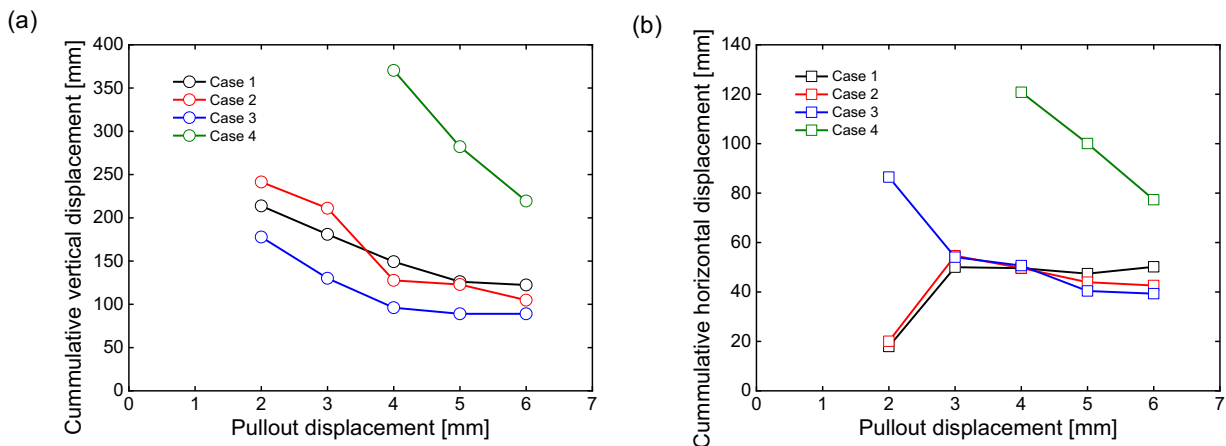 (a)
Cummulative vertical displacement [mm]
400
350
300
250
200
150
100
50
0
Case 1
Case 2
Case 3
Case 4
0 1 2 3 4 5 6 7
Pullout displacement [mm]
(b)
Cummulative horizontal displacement [mm]
140
120
100
80
60
40
20
0
Case 1
Case 2
Case 3
Case 4
0 1 2 3 4 5 6 7
Pullout displacement [mm]